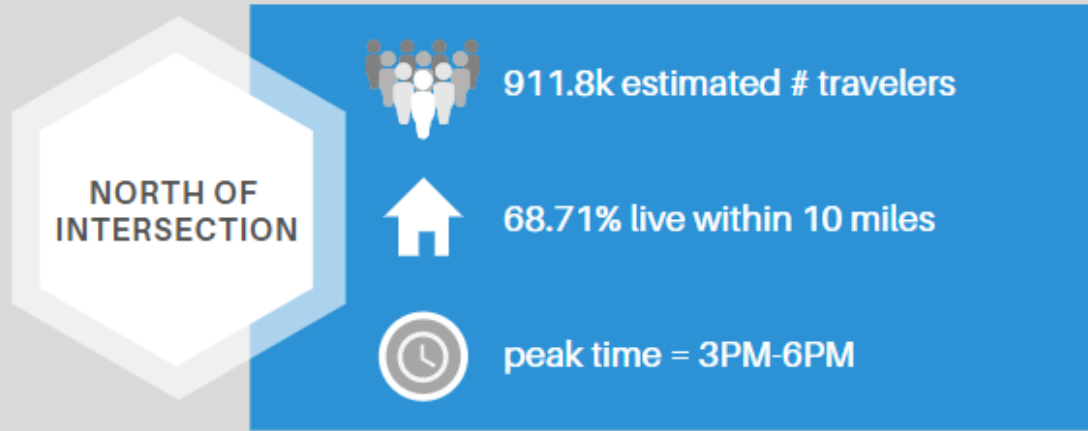 NORTH OF
INTERSECTION
911.8k estimated # travelers
68.71% live within 10 miles
peak time = 3PM-6PM